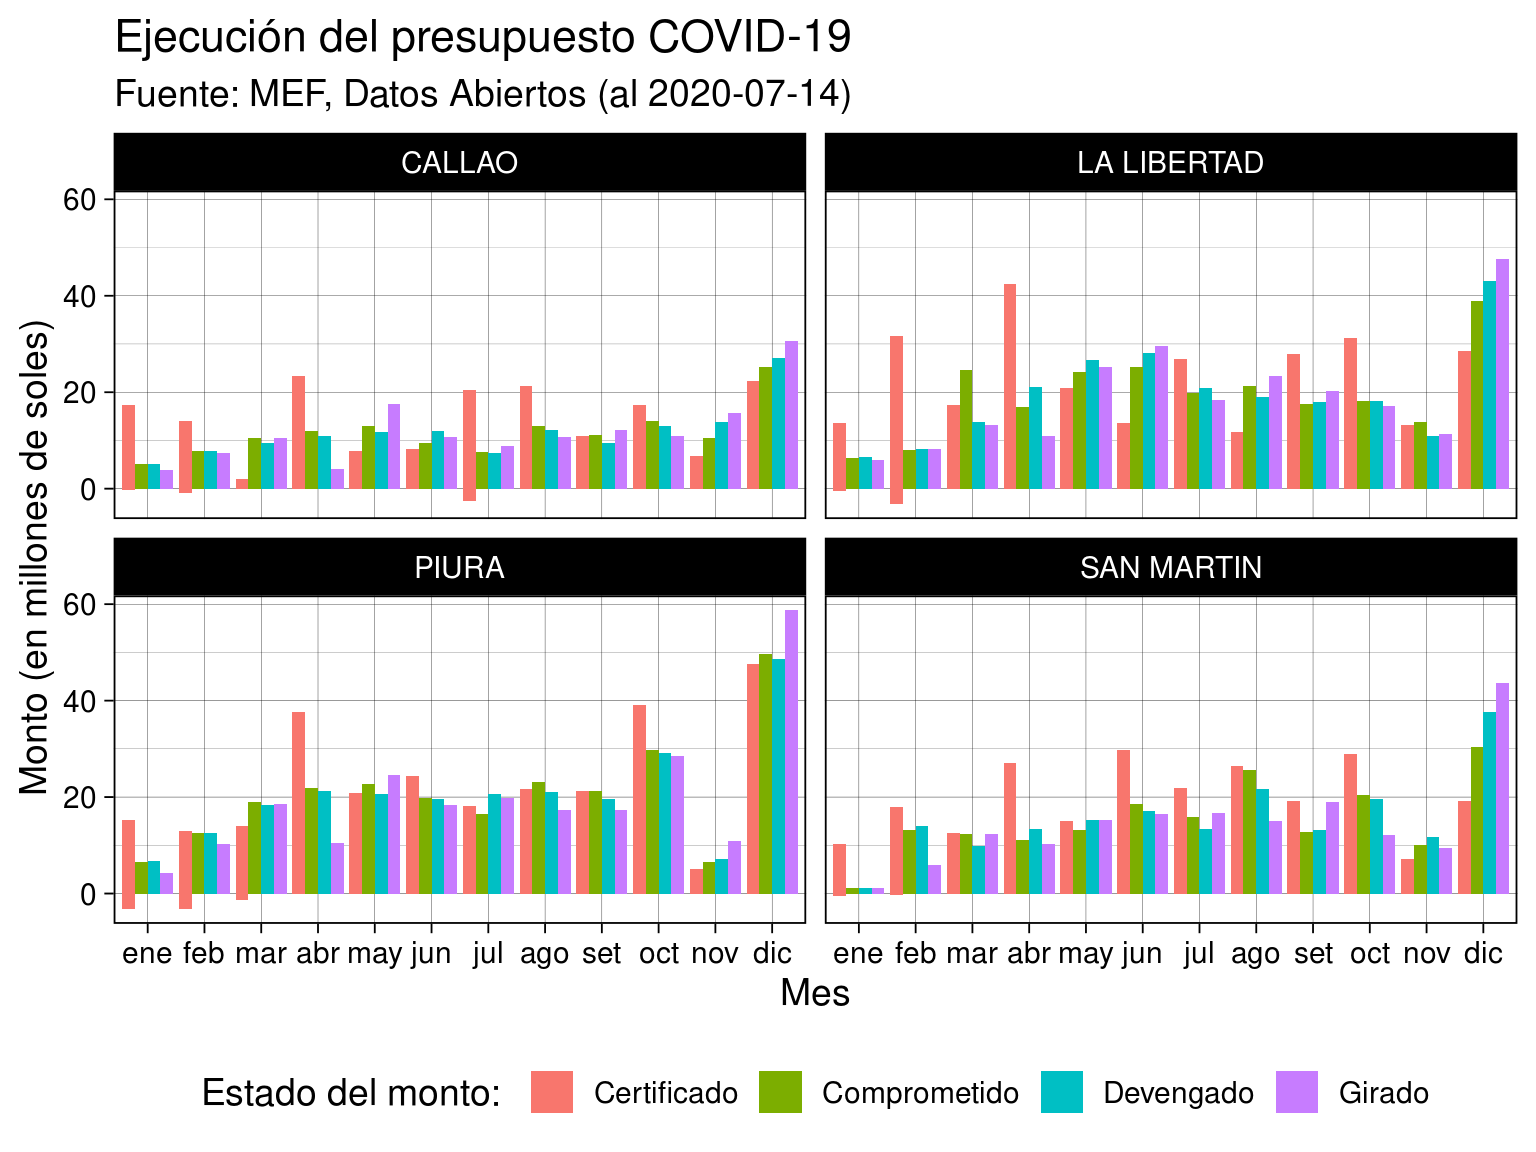 Ejecución del presupuesto COVID-19
Fuente: MEF, Datos Abiertos (al 2020-07-14)
CALLAO
LA LIBERTAD
60
40
20
0
PIURA
SAN MARTIN
60
40
20
0
Monto (en millones de soles)
ene feb mar abr may jun jul ago set oct nov dic
ene feb mar abr may jun jul ago set oct nov dic
Mes
Estado del monto: Certificado Comprometido Devengado Girado